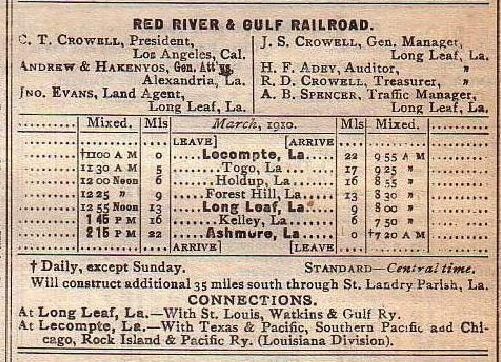 RED RIVER & GULF RAILROAD.
C. T. CROWELL, President, Los Angeles, Cal.
ANDREW & HAKENYOS, Gen. Att'ys, Alexandria, La.
JNO. EVANS, Land Agent, Long Leaf, La.
J. S. CROWELL, Gen. Manager, Long Leaf, La.
H. F. ADEV, Auditor, "
R. D. CROWELL, Treasurer, "
A. B. SPENCER, Traffic Manager, Long Leaf, La.
Mixed. Mls March, 1910. Mls Mixed.
LEAVE] [ARRIVE
†11 00 A M 0 Lecompte, La. 22 9 55 A M
11 30 A M 5 Togo, La 17 9 25 "
12 00 Noon 6 Holdup, La 16 8 55 "
12 25 " 9 Forest Hill, La. 13 8 30 "
12 55 Noon 13 Long Leaf, La. 9 8 00 "
1 45 P M 16 Kelley, La. 6 7 50 "
2 15 P M 22 Ashmore, La. 0 †7 20 A M
ARRIVE] [LEAVE
† Daily, except Sunday. STANDARD—Central time.
Will construct additional 35 miles south through St. Landry Parish, La.
CONNECTIONS.
At Long Leaf, La.—With St. Louis, Watkins & Gulf Ry.
At Lecompte, La.—With Texas & Pacific, Southern Pacific and Chi-
cago, Rock Island & Pacific Ry. (Louisiana Division).